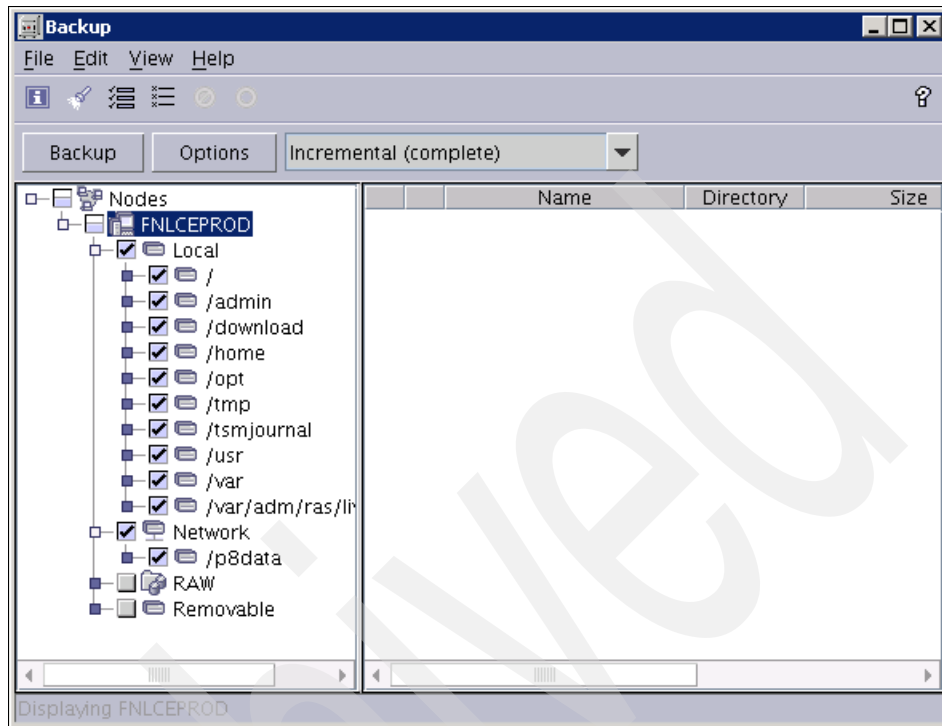 Backup
File Edit View Help
Backup Options Incremental (complete)
Nodes
FNLCEPROD
Local
/
/admin
/download
/home
/opt
/tmp
/tsmjournal
/usr
/var
/var/adm/ras/li
Network
/p8data
RAW
Removable
Name Directory Size
Displaying FNLCEPROD